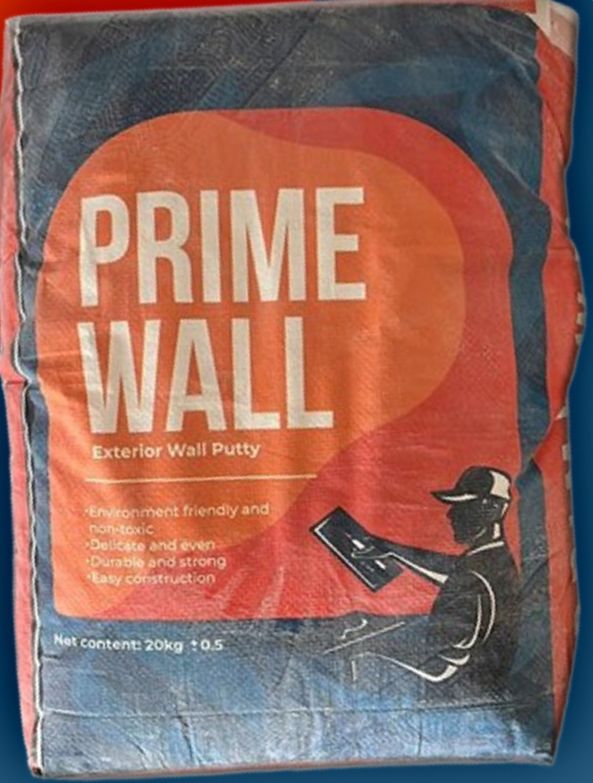 PRIME
WALL
Exterior Wall Putty
•Environment friendly and
non-toxic
•Delicate and even
•Durable and strong
•Easy construction
Net content: 20kg ±0.5